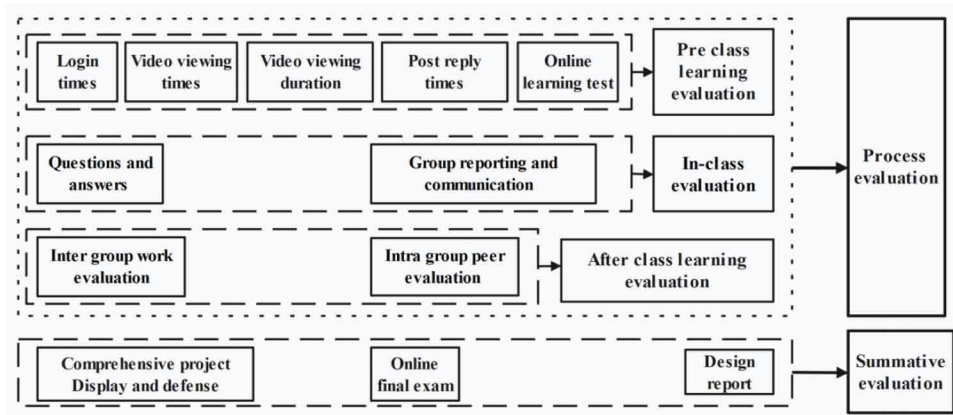 Login
times
Video viewing
times
Video viewing
duration
Post reply
times
Online
learning test
Pre class
learning
evaluation
Questions and
answers
Group reporting and
communication
In-class
evaluation
Process
evaluation
Inter group work
evaluation
Intra group peer
evaluation
After class learning
evaluation
Comprehensive project
Display and defense
Online
final exam
Design
report
Summative
evaluation